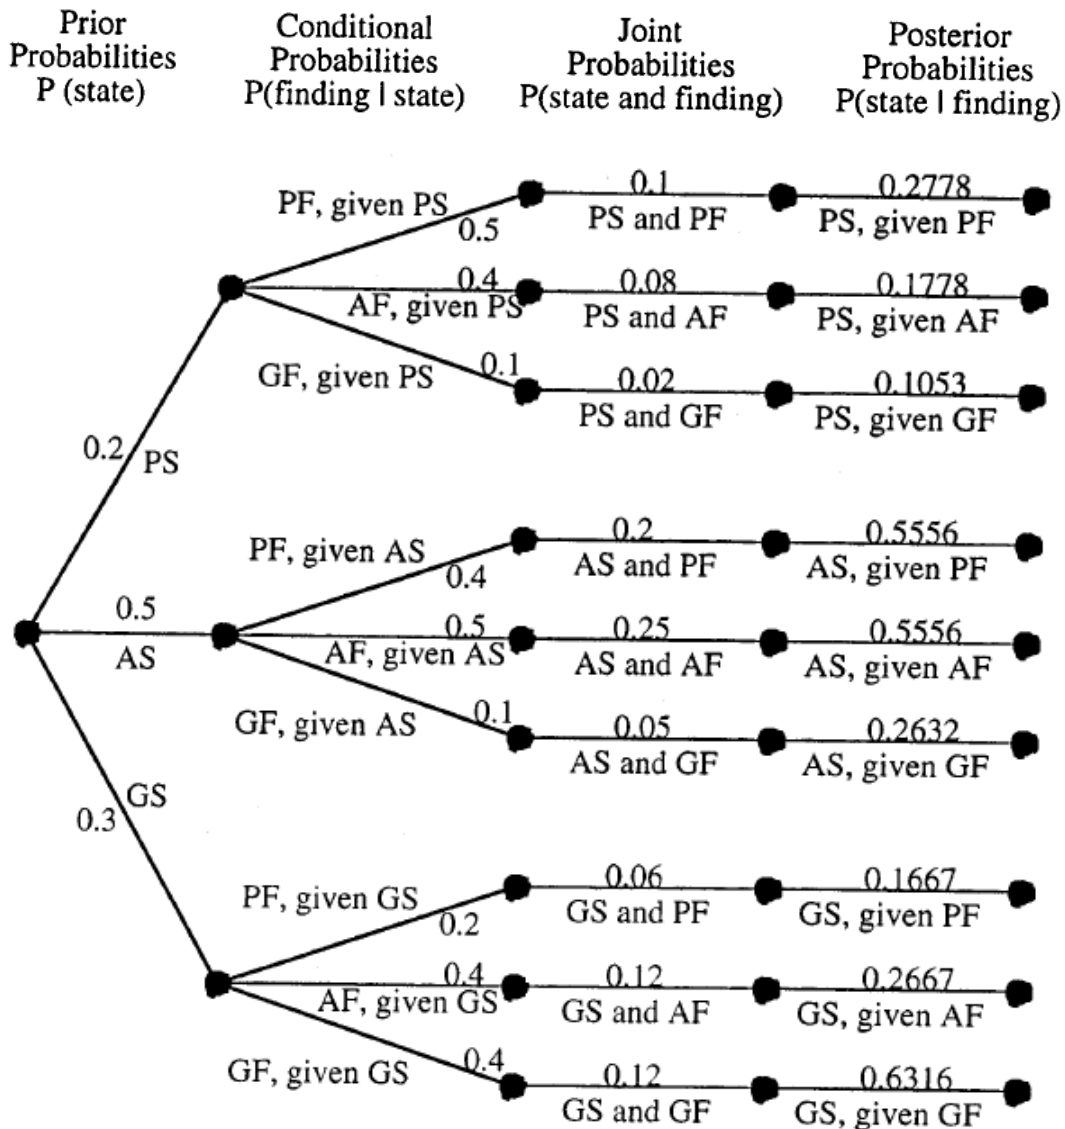 Prior
Probabilities
P (state)
Conditional
Probabilities
P(finding | state)
Joint
Probabilities
P(state and finding)
Posterior
Probabilities
P(state | finding)
PF, given PS
0.5
0.1
PS and PF
0.2778
PS, given PF
0.4
AF, given PS
0.08
PS and AF
0.1778
PS, given AF
GF, given PS
0.1
0.02
PS and GF
0.1053
PS, given GF
0.2
PS
PF, given AS
0.4
0.2
AS and PF
0.5556
AS, given PF
0.5
AS
0.5
AF, given AS
0.25
AS and AF
0.5556
AS, given AF
GF, given AS
0.1
0.05
AS and GF
0.2632
AS, given GF
GS
0.3
PF, given GS
0.2
0.06
GS and PF
0.1667
GS, given PF
0.4
AF, given GS
0.12
GS and AF
0.2667
GS, given AF
GF, given GS
0.4
0.12
GS and GF
0.6316
GS, given GF